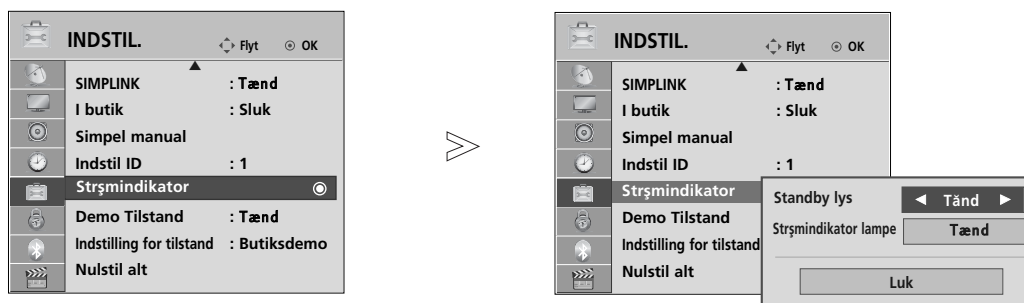 INDSTIL. Flyt OK
SIMPLINK : Tænd
I butik : Sluk
Simpel manual
Indstil ID : 1
Strşmindikator
Demo Tilstand : Tænd
Indstilling for tilstand : Butiksdemo
Nulstil alt
INDSTIL. Flyt OK
SIMPLINK : Tænd
I butik : Sluk
Simpel manual
Indstil ID : 1
Strşmindikator
Demo Tilstand
Indstilling for tilstand
Nulstil alt
Standby lys ◄ Tănd ►
Strşmindikator lampe Tænd
Luk